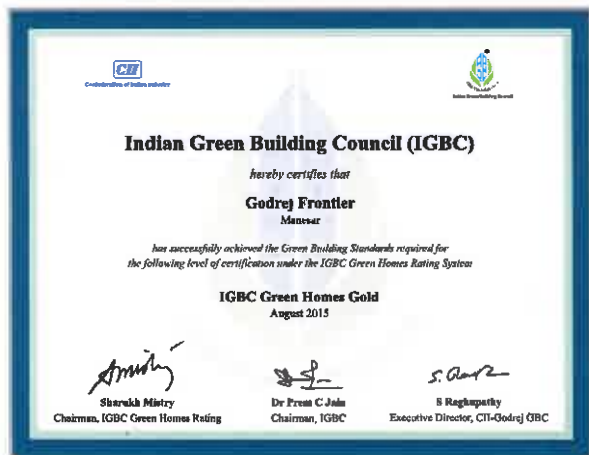 CII
Confederation of Indian Industry
Indian Green Building Council
Indian Green Building Council (IGBC)
hereby certifies that
Godrej Frontier
Manesar
has successfully achieved the Green Building Standards required for
the following level of certification under the IGBC Green Homes Rating System
IGBC Green Homes Gold
August 2015
Sharukh Mistry
Chairman, IGBC Green Homes Rating
Dr Prem C Jain
Chairman, IGBC
S Raghupathy
Executive Director, CII-Godrej GBC